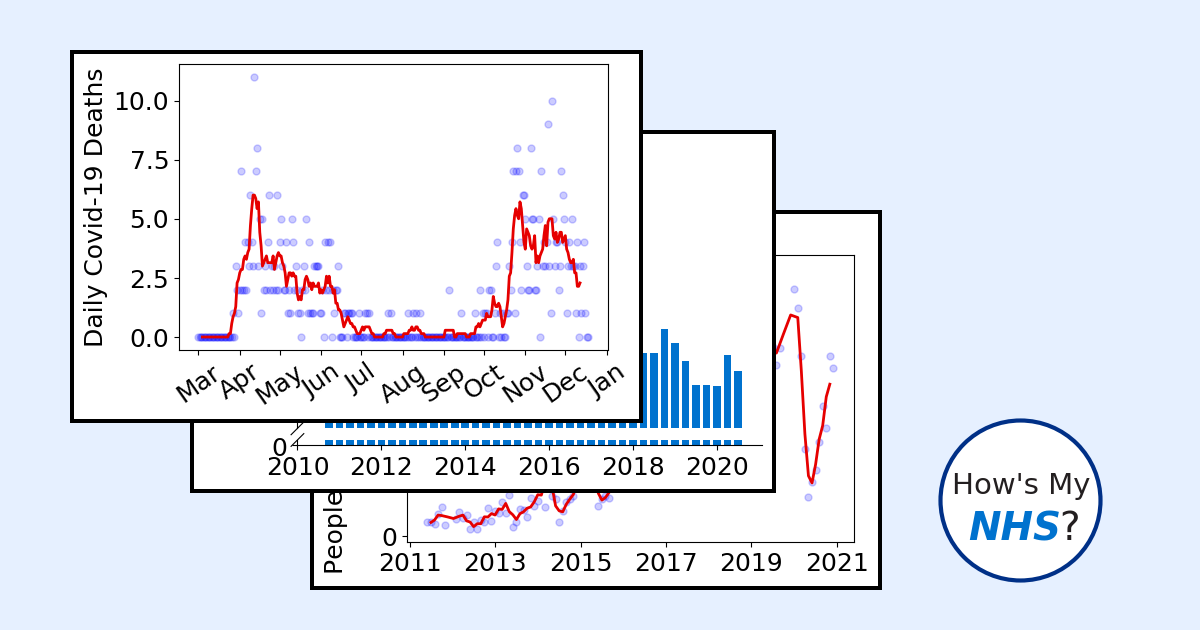 Daily Covid-19 Deaths
10.0
7.5
5.0
2.5
0.0
Mar Apr May Jun Jul Aug Sep Oct Nov Dec Jan
0
2010 2012 2014 2016 2018 2020
People
0
2011 2013 2015 2017 2019 2021
How's My
NHS?